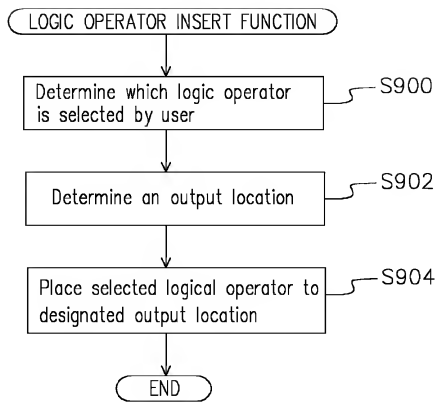 LOGIC OPERATOR INSERT FUNCTION
Determine which logic operator
is selected by user
S900
Determine an output location
S902
Place selected logical operator to
designated output location
S904
END